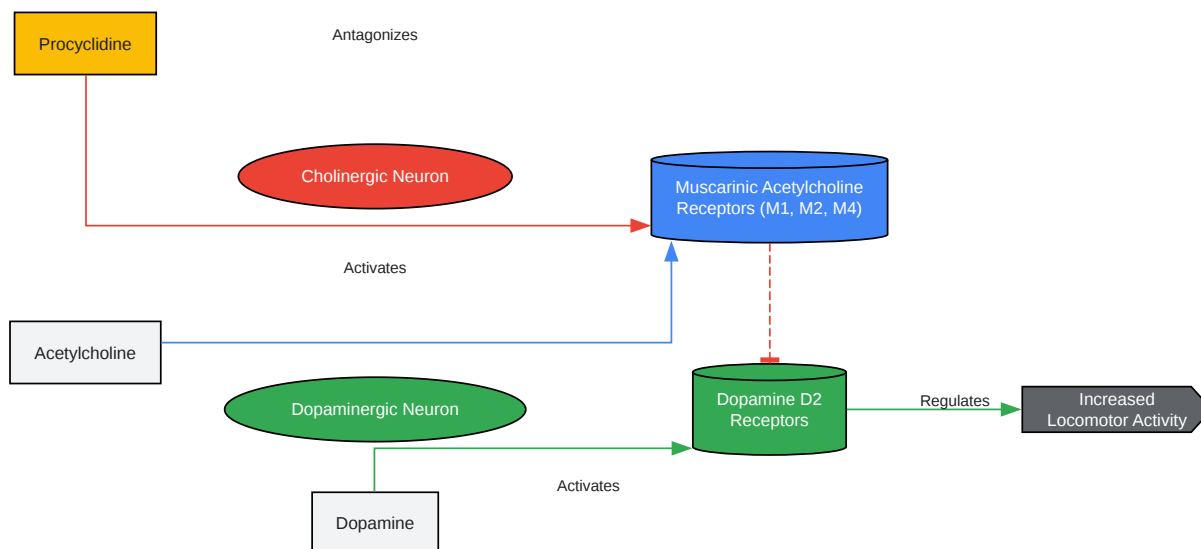 Procyclidine
Antagonizes
Cholinergic Neuron
Muscarinic Acetylcholine
Receptors (M1, M2, M4)
Activates
Acetylcholine
Dopaminergic Neuron
Dopamine D2
Receptors
Regulates
Increased
Locomotor Activity
Activates
Dopamine